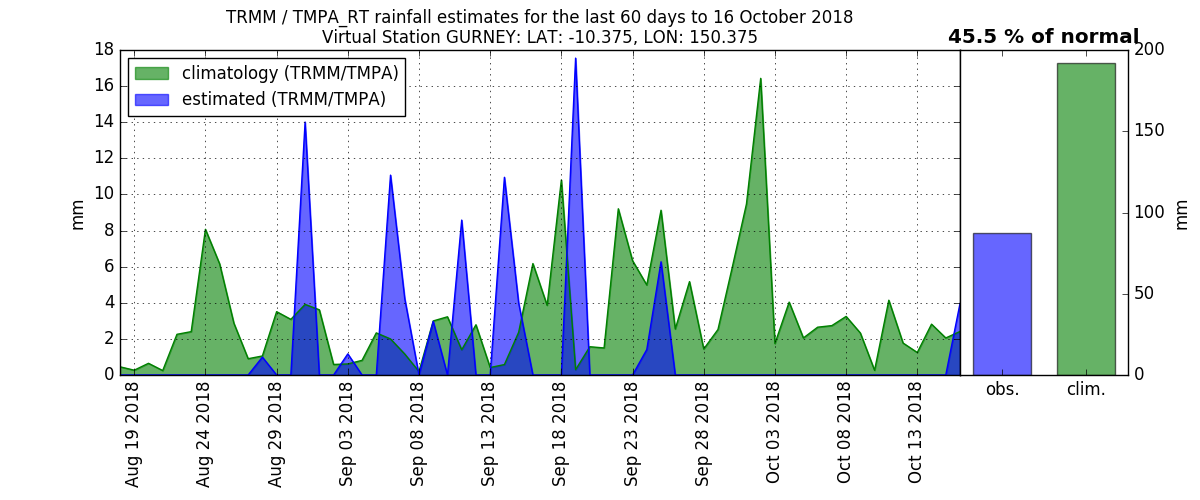 TRMM / TMPA_RT rainfall estimates for the last 60 days to 16 October 2018
Virtual Station GURNEY: LAT: -10.375, LON: 150.375
45.5 % of normal
climatology (TRMM/TMPA)
estimated (TRMM/TMPA)
18
16
14
12
10
8
6
4
2
0
mm
Aug 19 2018
Aug 24 2018
Aug 29 2018
Sep 03 2018
Sep 08 2018
Sep 13 2018
Sep 18 2018
Sep 23 2018
Sep 28 2018
Oct 03 2018
Oct 08 2018
Oct 13 2018
obs.
clim.
200
150
100
50
0
mm